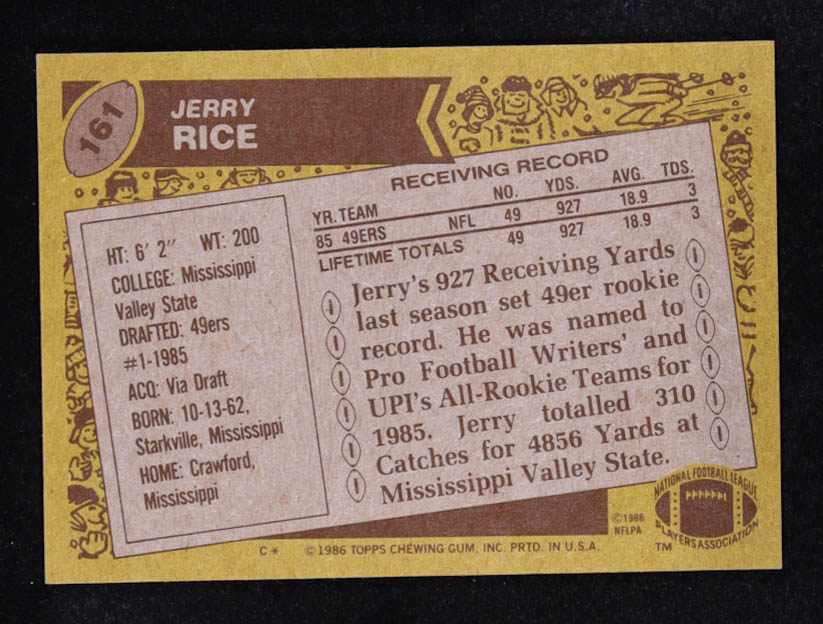 161
JERRY
RICE
RECEIVING RECORD
YR. TEAM NO. YDS. AVG. TDS.
85 49ERS NFL 49 927 18.9 3
LIFETIME TOTALS 49 927 18.9 3
HT: 6' 2" WT: 200
COLLEGE: Mississippi
Valley State
DRAFTED: 49ers
#1-1985
ACQ: Via Draft
BORN: 10-13-62,
Starkville, Mississippi
HOME: Crawford,
Mississippi
Jerry's 927 Receiving Yards
last season set 49er rookie
record. He was named to
Pro Football Writers' and
UPI's All-Rookie Teams for
1985. Jerry totalled 310
Catches for 4856 Yards at
Mississippi Valley State.
©1986
NFLPA
NATIONAL FOOTBALL LEAGUE
PLAYERS ASSOCIATION
TM
C* © 1986 TOPPS CHEWING GUM, INC. PRTD. IN U.S.A.